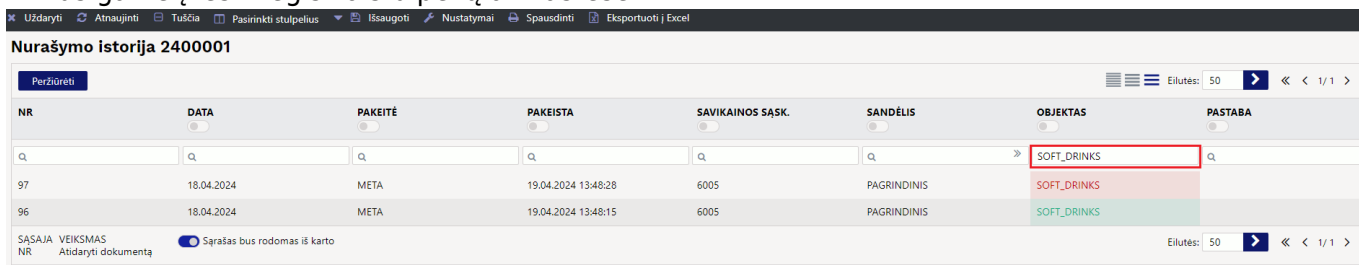 Uždaryti Atnaujinti Tuščia Pasirinkti stulpelius Išsaugoti Nustatymai Spausdinti Eksportuoti į Excel
Nurašymo istorija 2400001
Peržiūrėti Eilutės: 50 1/ 1
NR DATA PAKEITĖ PAKEISTA SAVIKAINOS SĄSK. SANDĖLIS OBJEKTAS PASTABA
SOFT_DRINKS
97 18.04.2024 META 19.04.2024 13:48:28 6005 PAGRINDINIS SOFT_DRINKS
96 18.04.2024 META 19.04.2024 13:48:15 6005 PAGRINDINIS SOFT_DRINKS
SĄSAJA VEIKSMAS Sąrašas bus rodomas iš karto Eilutės: 50 1/ 1
NR Atidaryti dokumentą